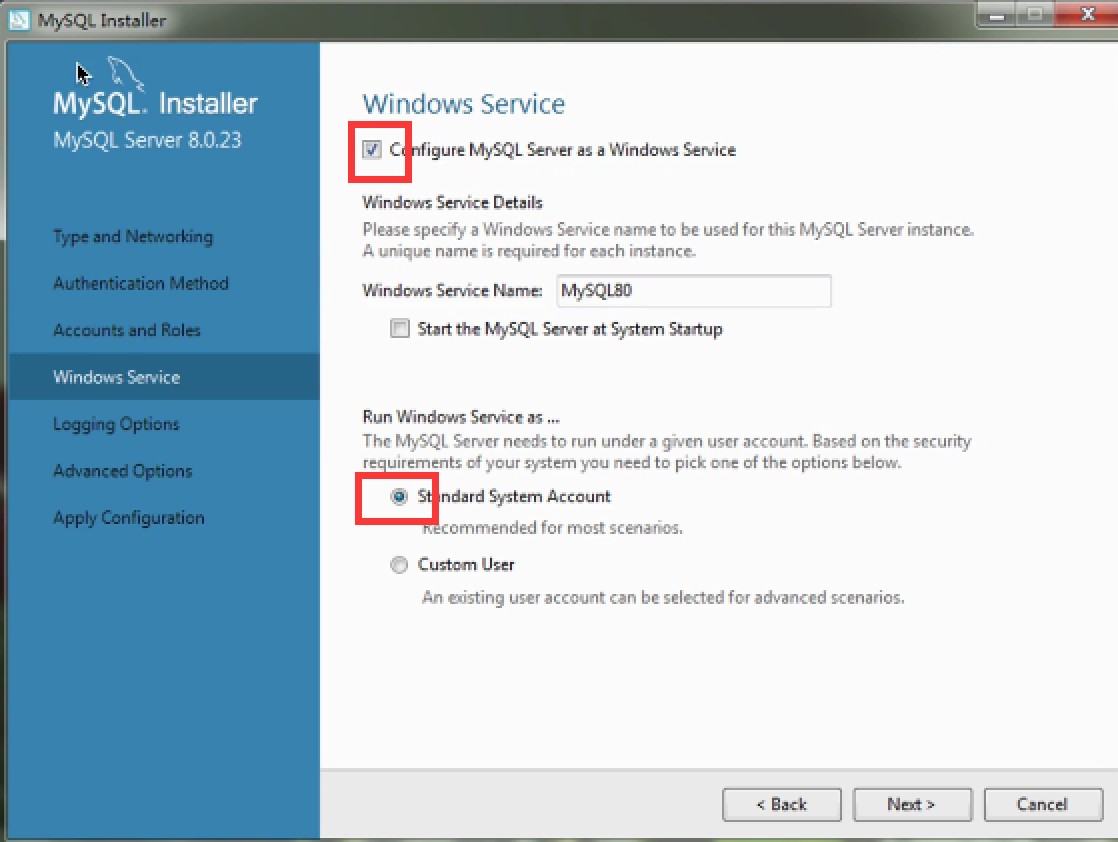 MySQL Installer
MySQL. Installer
MySQL Server 8.0.23
Type and Networking
Authentication Method
Accounts and Roles
Windows Service
Logging Options
Advanced Options
Apply Configuration
Windows Service
Configure MySQL Server as a Windows Service
Windows Service Details
Please specify a Windows Service name to be used for this MySQL Server instance.
A unique name is required for each instance.
Windows Service Name: MySQL80
Start the MySQL Server at System Startup
Run Windows Service as ...
The MySQL Server needs to run under a given user account. Based on the security
requirements of your system you need to pick one of the options below.
Standard System Account
Recommended for most scenarios.
Custom User
An existing user account can be selected for advanced scenarios.
< Back
Next >
Cancel